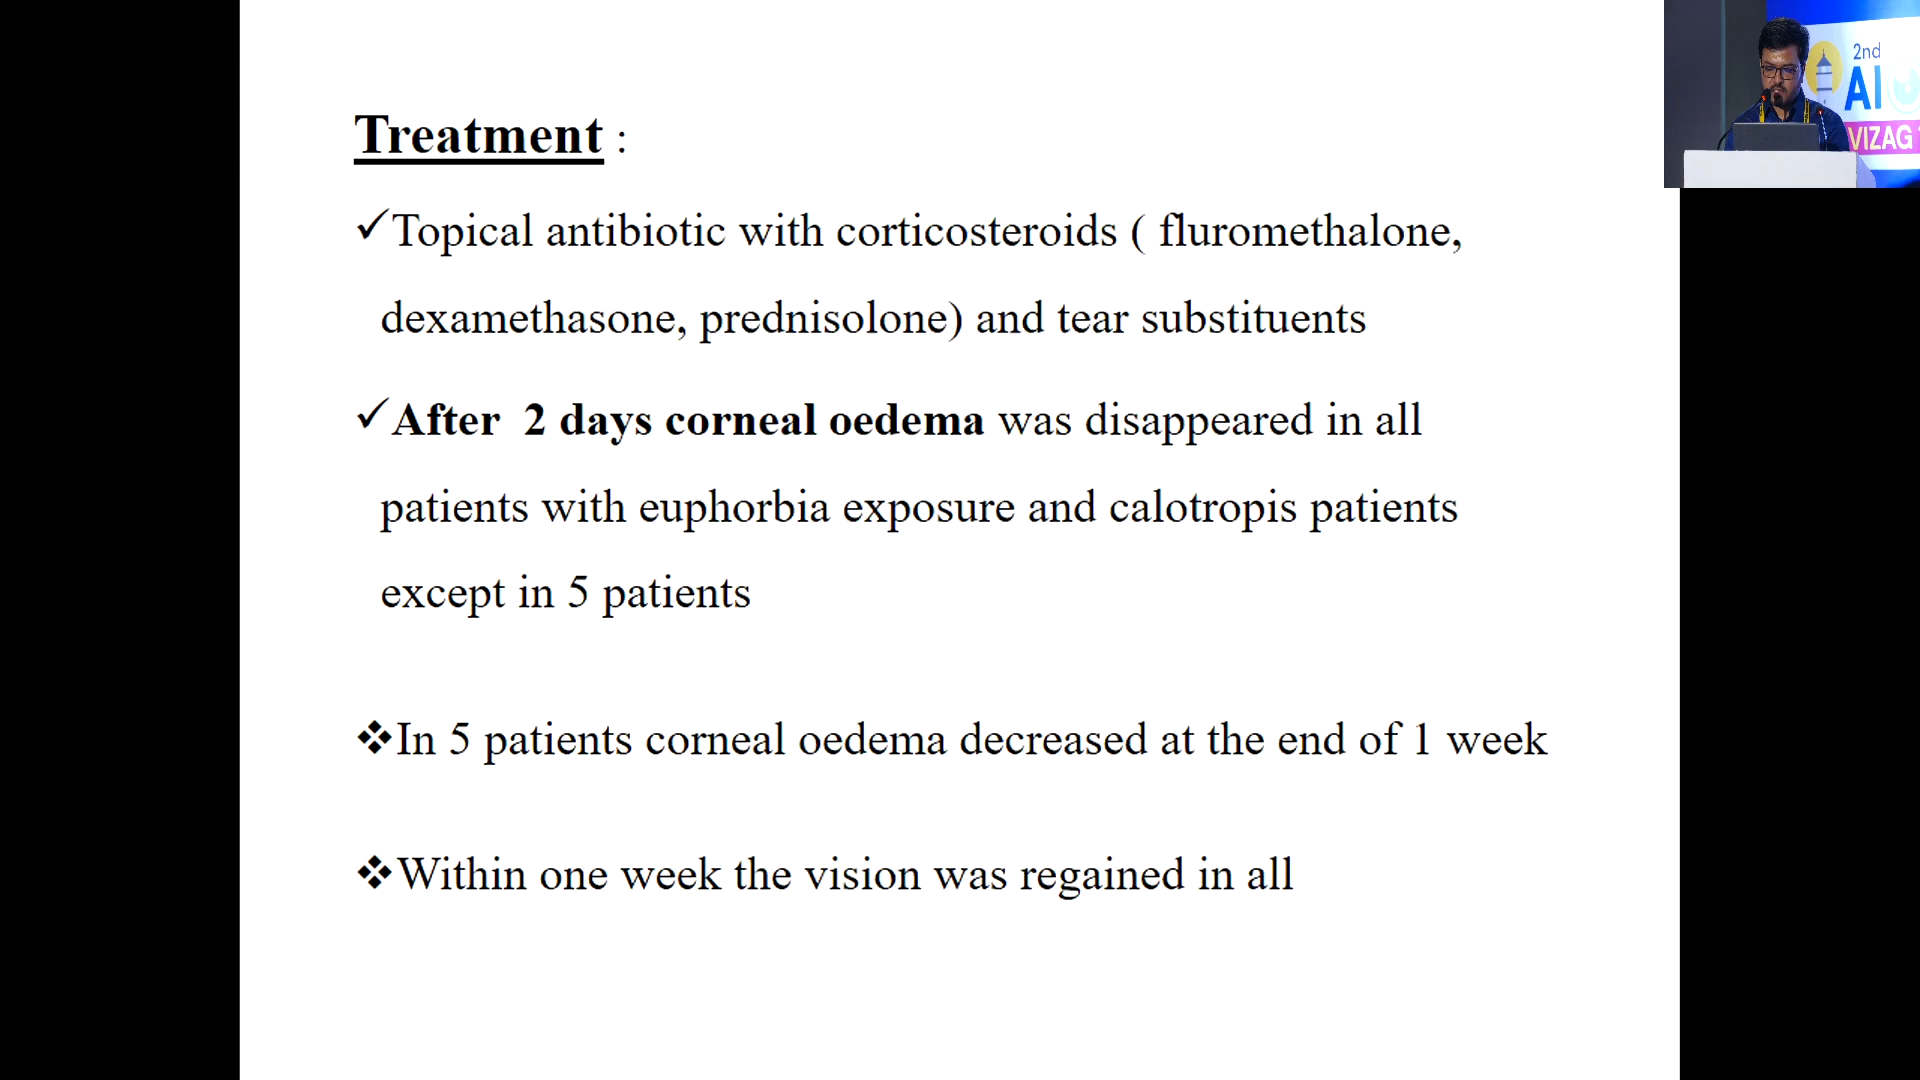 Treatment :
✓Topical antibiotic with corticosteroids ( fluromethalone,
dexamethasone, prednisolone) and tear substituents
✓After 2 days corneal oedema was disappeared in all
patients with euphorbia exposure and calotropis patients
except in 5 patients
❖In 5 patients corneal oedema decreased at the end of 1 week
❖Within one week the vision was regained in all
2nd
AI
VIZAG